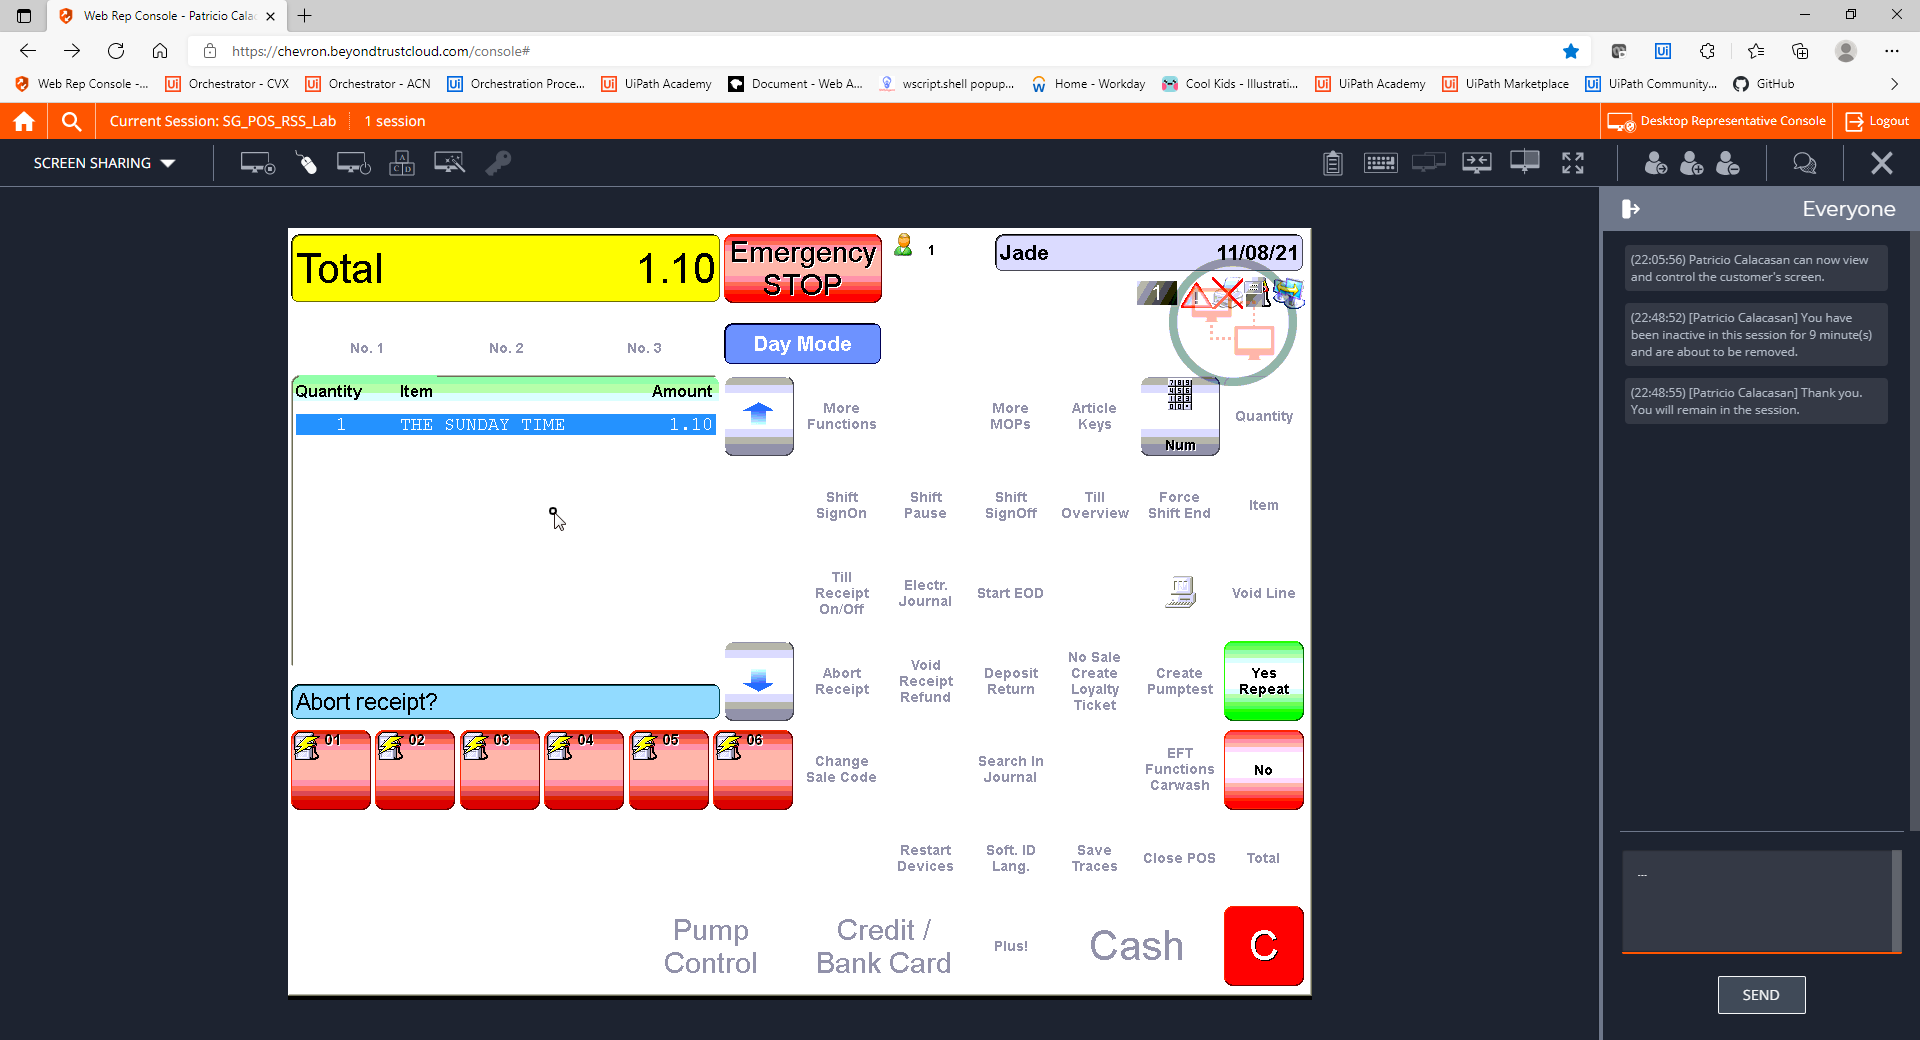 Web Rep Console - Patricio Cala
https://chevron.beyondtrustcloud.com/console#
Web Rep Console -...
Orchestrator - CVX
Orchestrator - ACN
Orchestration Proce...
UiPath Academy
Document - Web A...
wscript.shell popup...
Home - Workday
Cool Kids - Illustrati...
UiPath Academy
UiPath Marketplace
UiPath Community...
GitHub
Current Session: SG_POS_RSS_Lab
1 session
Desktop Representative Console
Logout
SCREEN SHARING
Everyone
(22:05:56) Patricio Calacasan can now view
and control the customer's screen.
(22:48:52) [Patricio Calacasan] You have
been inactive in this session for 9 minute(s)
and are about to be removed.
(22:48:55) [Patricio Calacasan] Thank you.
You will remain in the session.
SEND
Total 1.10
Emergency
STOP
1
Jade 11/08/21
1
No. 1
No. 2
No. 3
Day Mode
Quantity Item Amount
1 THE SUNDAY TIME 1.10
More
Functions
More
MOPs
Article
Keys
Num
Quantity
Shift
SignOn
Shift
Pause
Shift
SignOff
Till
Overview
Force
Shift End
Item
Till
Receipt
On/Off
Electr.
Journal
Start EOD
Void Line
Abort
Receipt
Void
Receipt
Refund
Deposit
Return
No Sale
Create
Loyalty
Ticket
Create
Pumptest
Yes
Repeat
Abort receipt?
01
02
03
04
05
06
Change
Sale Code
Search In
Journal
EFT
Functions
Carwash
No
Restart
Devices
Soft. ID
Lang.
Save
Traces
Close POS
Total
Pump
Control
Credit /
Bank Card
Plus!
Cash
C